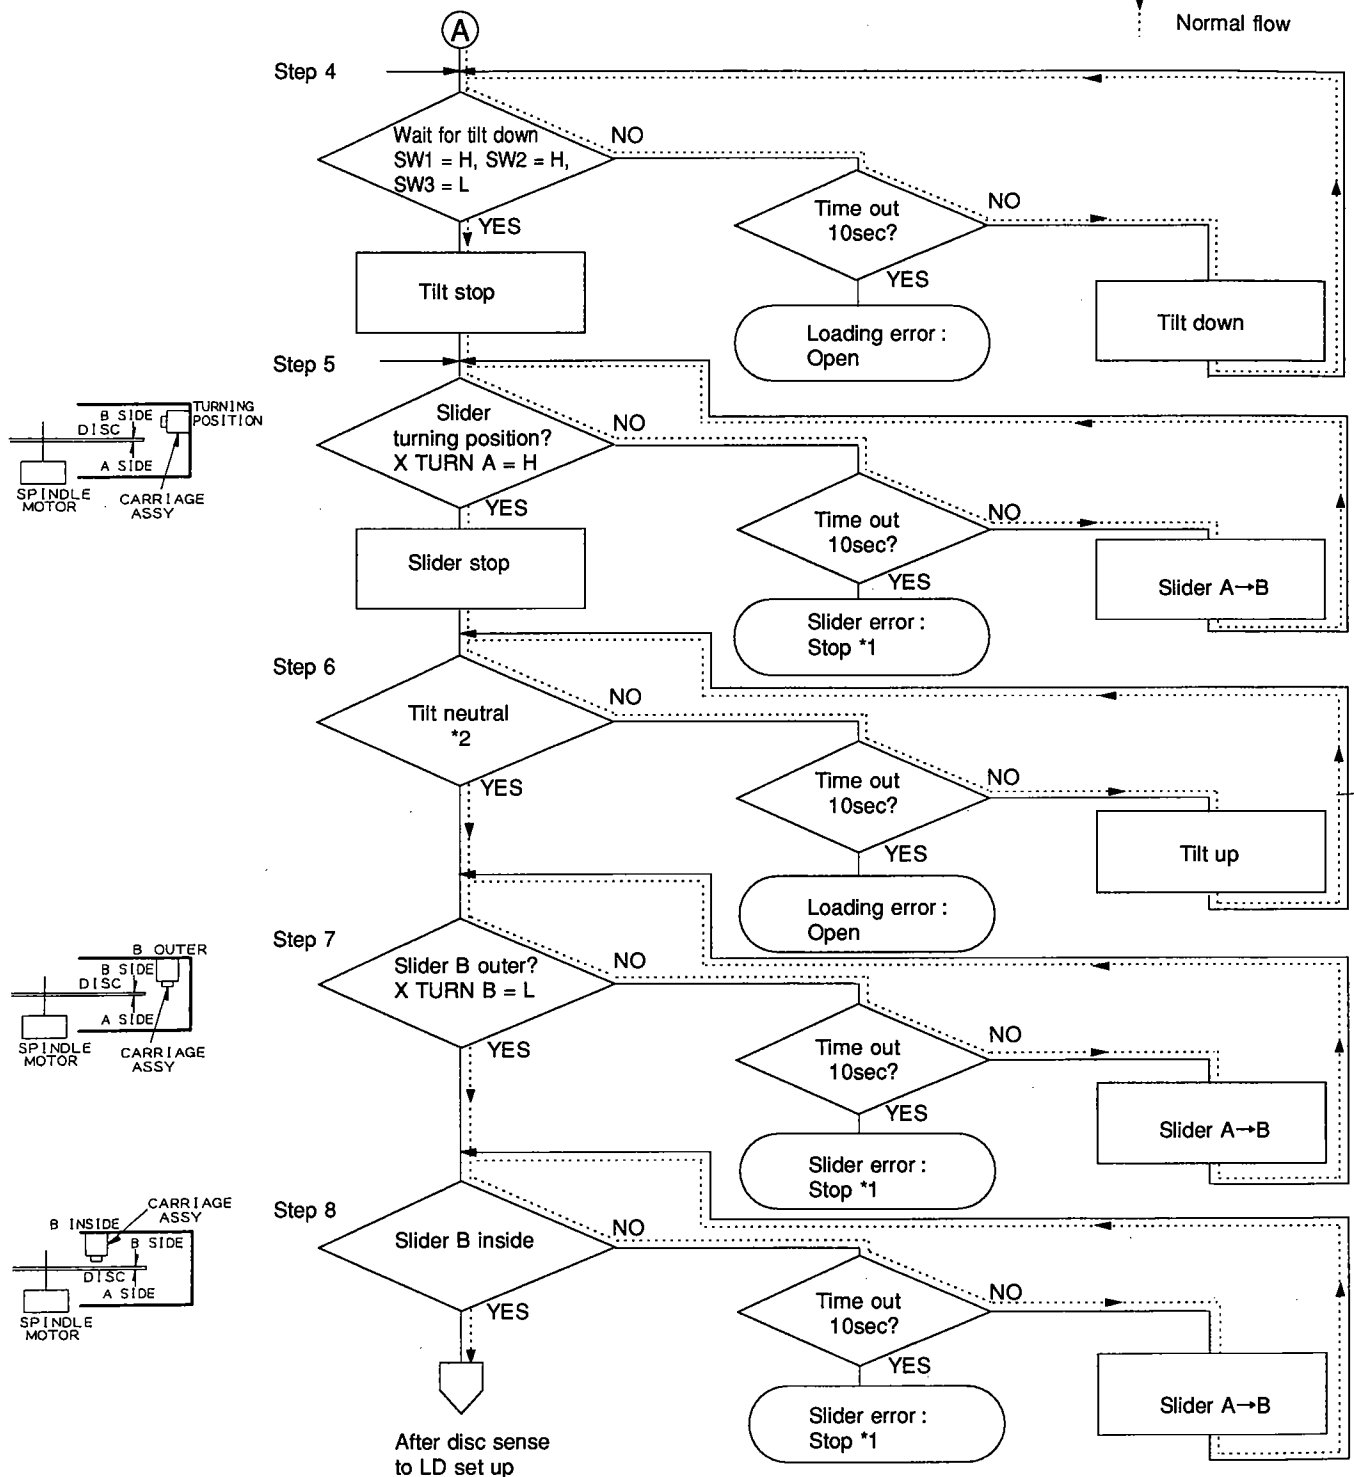 Normal flow
A
Step 4
Wait for tilt down
SW1 = H, SW2 = H,
SW3 = L
NO
YES
Time out
10sec?
NO
YES
Tilt stop
Loading error :
Open
Tilt down
Step 5
Slider
turning position?
X TURN A = H
NO
YES
B SIDE
DISC
A SIDE
TURNING
POSITION
SPINDLE
MOTOR
CARRIAGE
ASSY
Time out
10sec?
NO
YES
Slider stop
Slider error :
Stop *1
Slider A→B
Step 6
Tilt neutral
*2
NO
YES
Time out
10sec?
NO
YES
Loading error :
Open
Tilt up
Step 7
Slider B outer?
X TURN B = L
NO
YES
B OUTER
B SIDE
DISC
A SIDE
SPINDLE
MOTOR
CARRIAGE
ASSY
Time out
10sec?
NO
YES
Slider error :
Stop *1
Slider A→B
Step 8
Slider B inside
NO
YES
CARRIAGE
ASSY
B INSIDE
B SIDE
DISC
A SIDE
SPINDLE
MOTOR
Time out
10sec?
NO
YES
Slider error :
Stop *1
Slider A→B
After disc sense
to LD set up